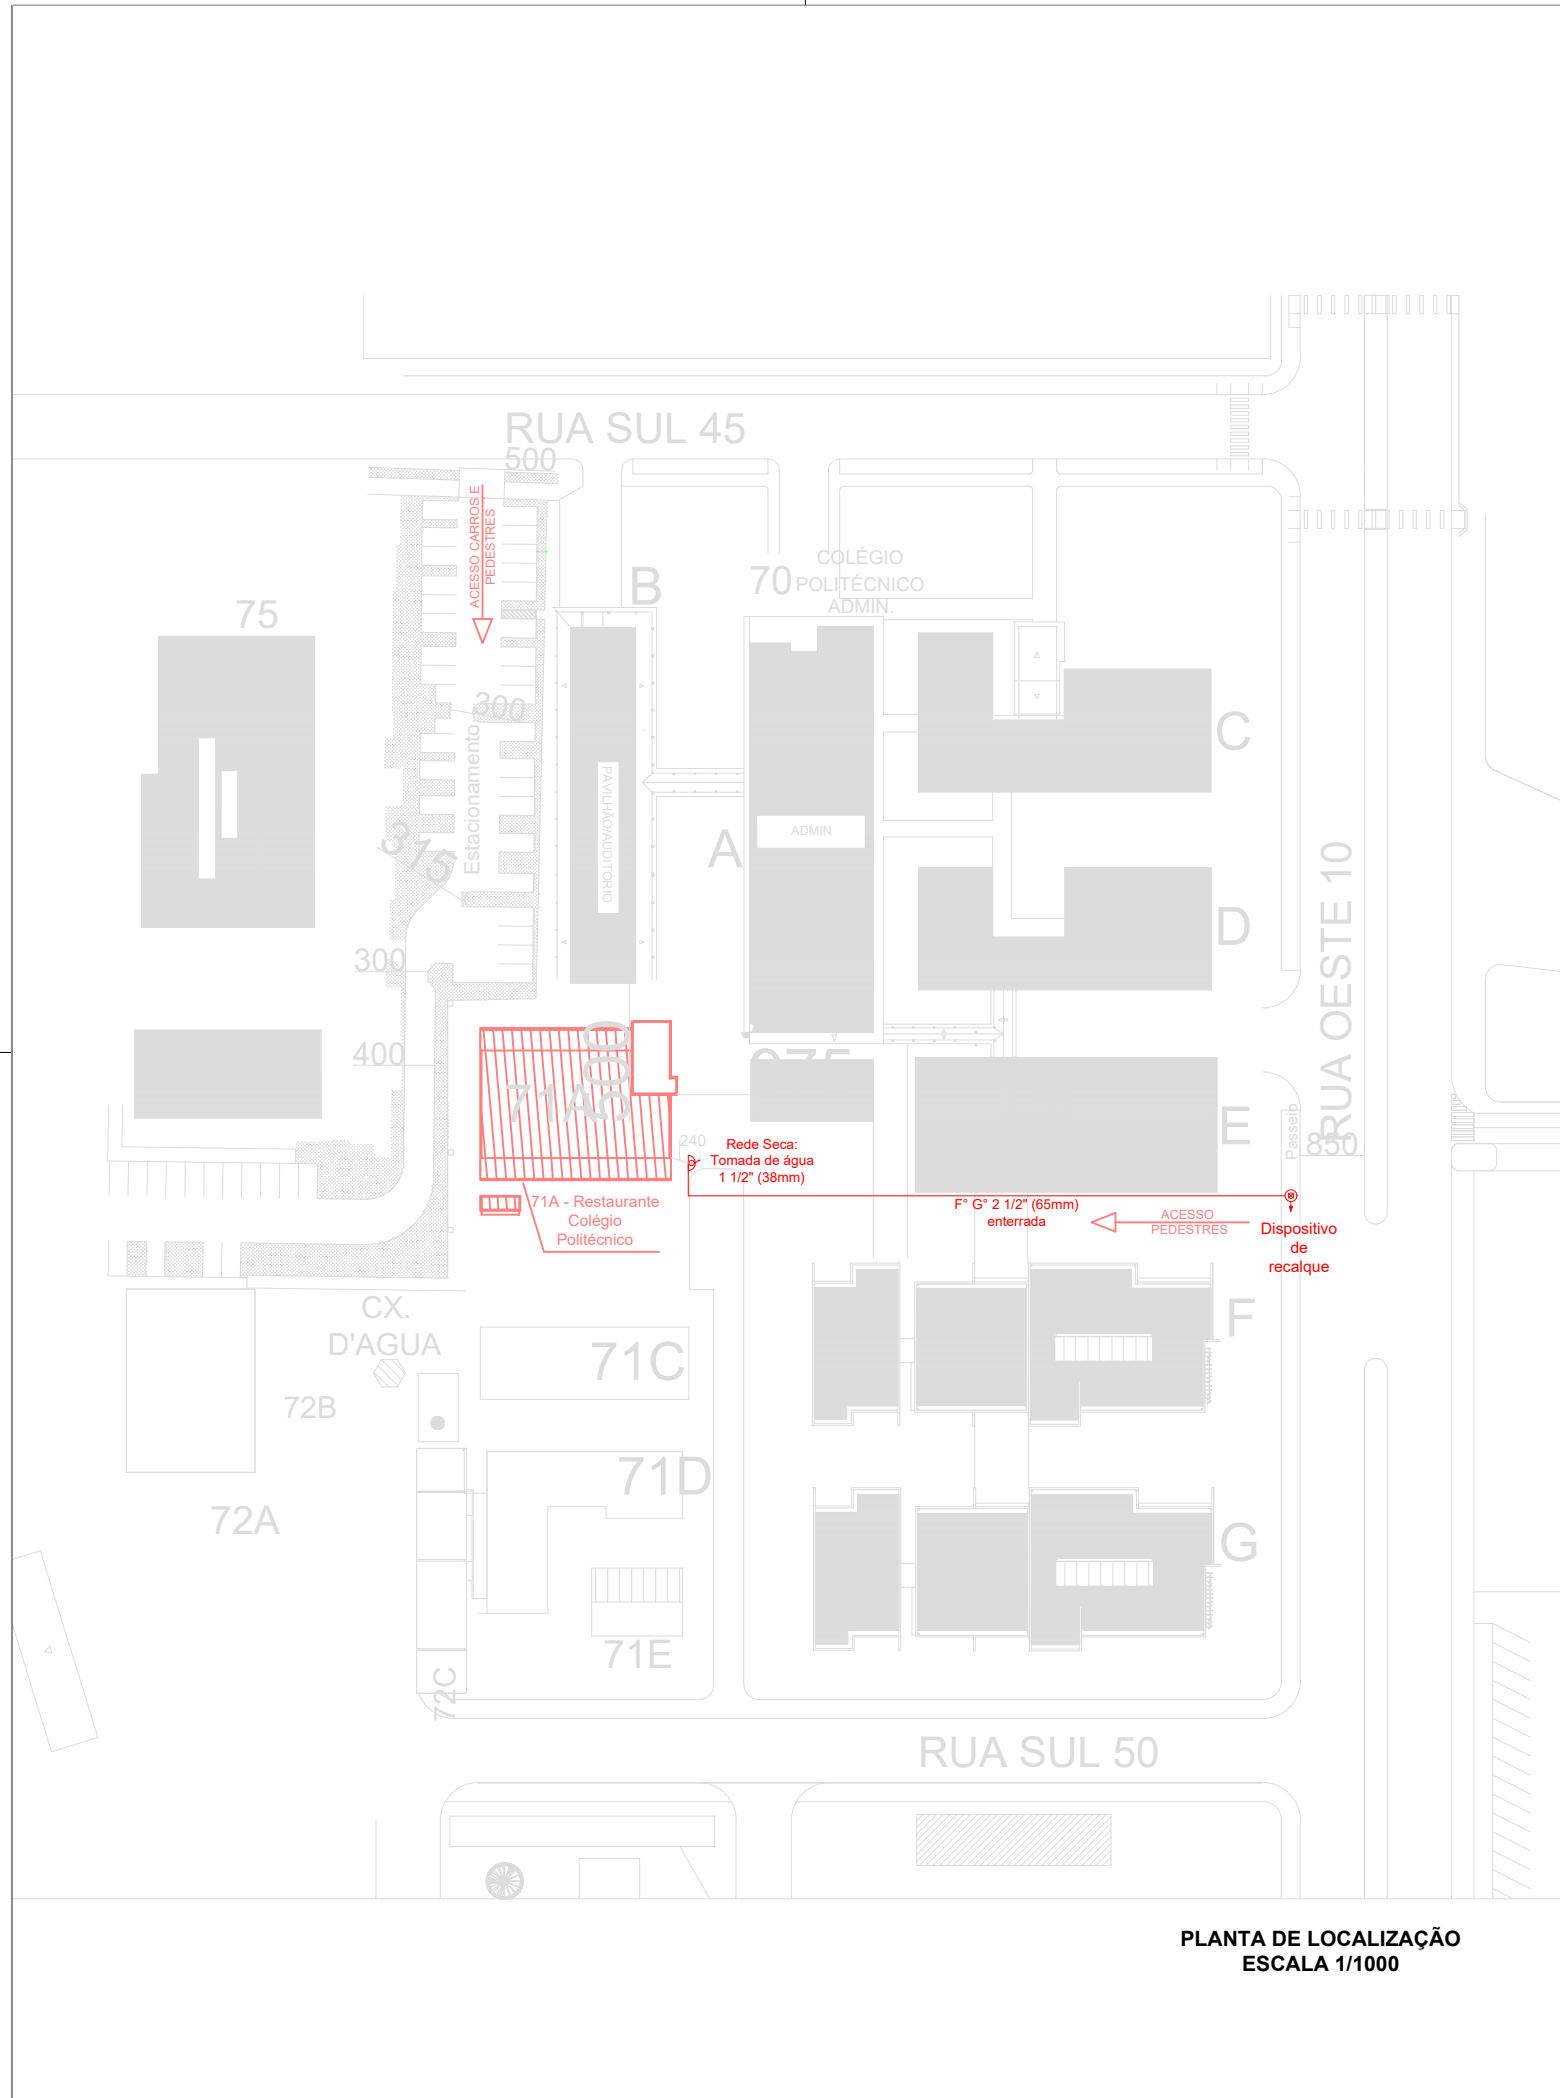 RUA SUL 45
500
ACESSO CARROS E
PEDESTRES
COLÉGIO
70 POLITÉCNICO
ADMIN.
B
75
300
C
Estacionamento
PAVILHÃO/AUDITÓRIO
ADMIN
A
315
RUA OESTE 10
D
300
400
300
71A
E
Passeio
850
240
Rede Seca:
Tomada de água
1 1/2" (38mm)
71A - Restaurante
Colégio
Politécnico
F° G° 2 1/2" (65mm)
enterrada
ACESSO
PEDESTRES
Dispositivo
de
recalque
CX.
D'AGUA
F
71C
72B
71D
72A
G
71E
72C
RUA SUL 50
PLANTA DE LOCALIZAÇÃO
ESCALA 1/1000